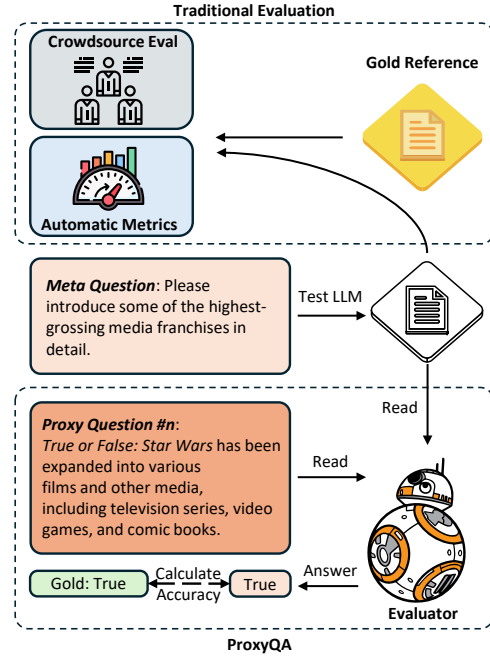 Traditional Evaluation
Crowdsource Eval
Gold Reference
Automatic Metrics
Meta Question: Please
introduce some of the highest-
grossing media franchises in
detail.
Test LLM
Read
Proxy Question #n:
True or False: Star Wars has been
expanded into various
films and other media,
including television series, video
games, and comic books.
Read
Gold: True
Calculate
Accuracy
True
Answer
Evaluator
ProxyQA